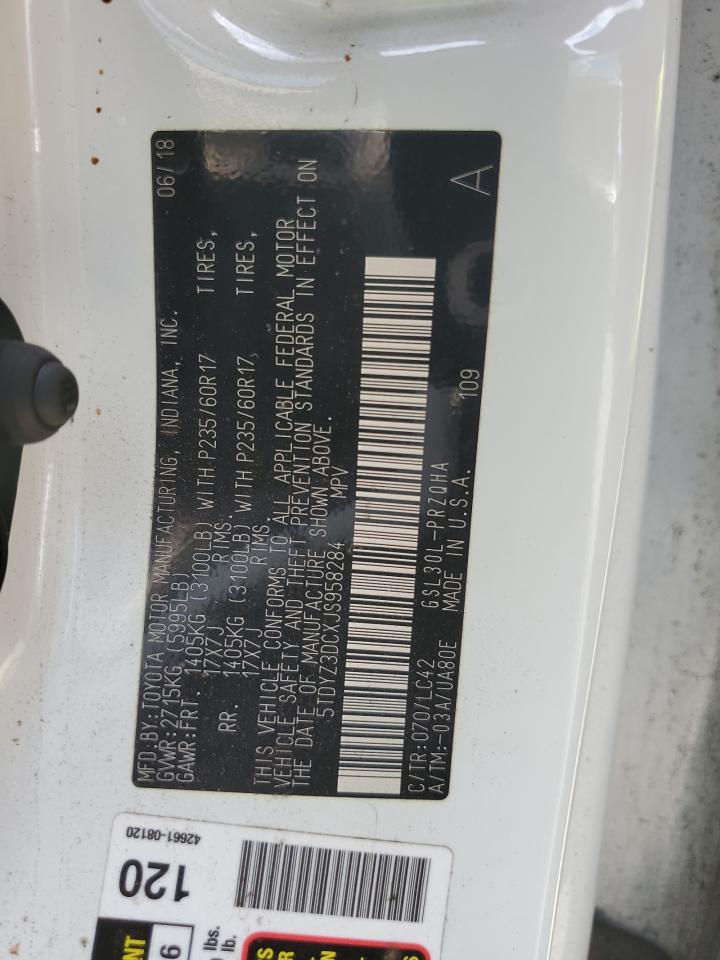 MFD.BY:TOYOTA MOTOR MANUFACTURING, INDIANA, INC. 06/18
GVWR:2715KG (5995LB)
GAWR:FRT. 1405KG (3100LB) WITH P235/60R17 TIRES,
17X7J RIMS.
RR. 1405KG (3100LB) WITH P235/60R17 TIRES,
17X7J RIMS.
THIS VEHICLE CONFORMS TO ALL APPLICABLE FEDERAL MOTOR
VEHICLE SAFETY AND THEFT PREVENTION STANDARDS IN EFFECT ON
THE DATE OF MANUFACTURE SHOWN ABOVE.
5TDYZ3DCXJS958284 MPV
C/TR:070/LC42 GSL30L-PRZQHA 109 A
A/TM:-03A/UA80E MADE IN U.S.A.
42661-08120
120
6
lbs.
lb.